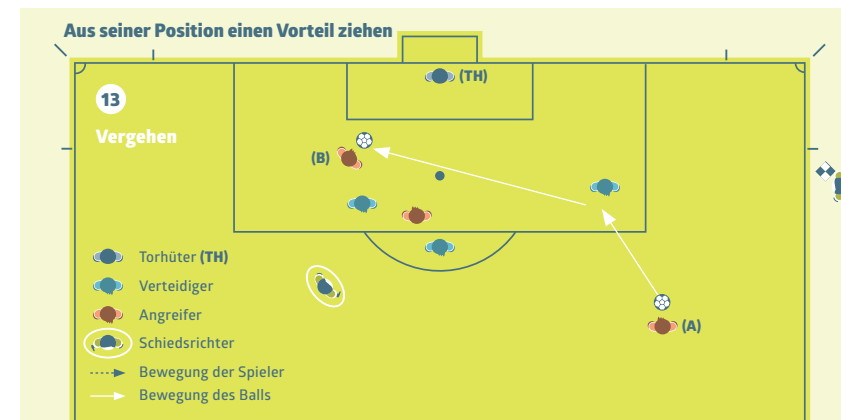 Aus seiner Position einen Vorteil ziehen
(TH)
13
Vergehen
(B)
Torhüter (TH)
Verteidiger
Angreifer
(A)
Schiedsrichter
Bewegung der Spieler
Bewegung des Balls